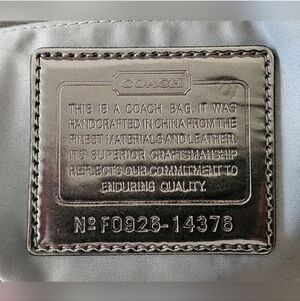 COACH
THIS IS A COACH BAG. IT WAS
HANDCRAFTED IN CHINA FROM THE
FINEST MATERIALS AND LEATHER.
ITS SUPERIOR CRAFTSMANSHIP
REFLECTS OUR COMMITMENT TO
ENDURING QUALITY.
Nº F0926-14376